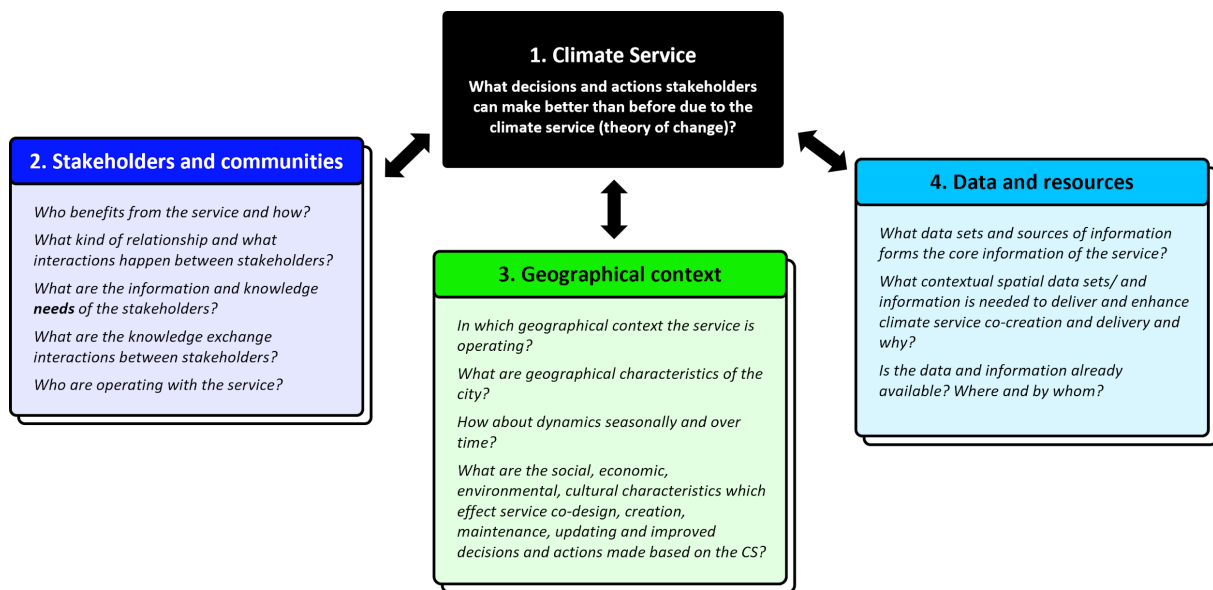 1. Climate Service
What decisions and actions stakeholders
can make better than before due to the
climate service (theory of change)?
2. Stakeholders and communities
Who benefits from the service and how?
What kind of relationship and what
interactions happen between stakeholders?
What are the information and knowledge
needs of the stakeholders?
What are the knowledge exchange
interactions between stakeholders?
Who are operating with the service?
3. Geographical context
In which geographical context the service is
operating?
What are geographical characteristics of the
city?
How about dynamics seasonally and over
time?
What are the social, economic,
environmental, cultural characteristics which
effect service co-design, creation,
maintenance, updating and improved
decisions and actions made based on the CS?
4. Data and resources
What data sets and sources of information
forms the core information of the service?
What contextual spatial data sets/ and
information is needed to deliver and enhance
climate service co-creation and delivery and
why?
Is the data and information already
available? Where and by whom?